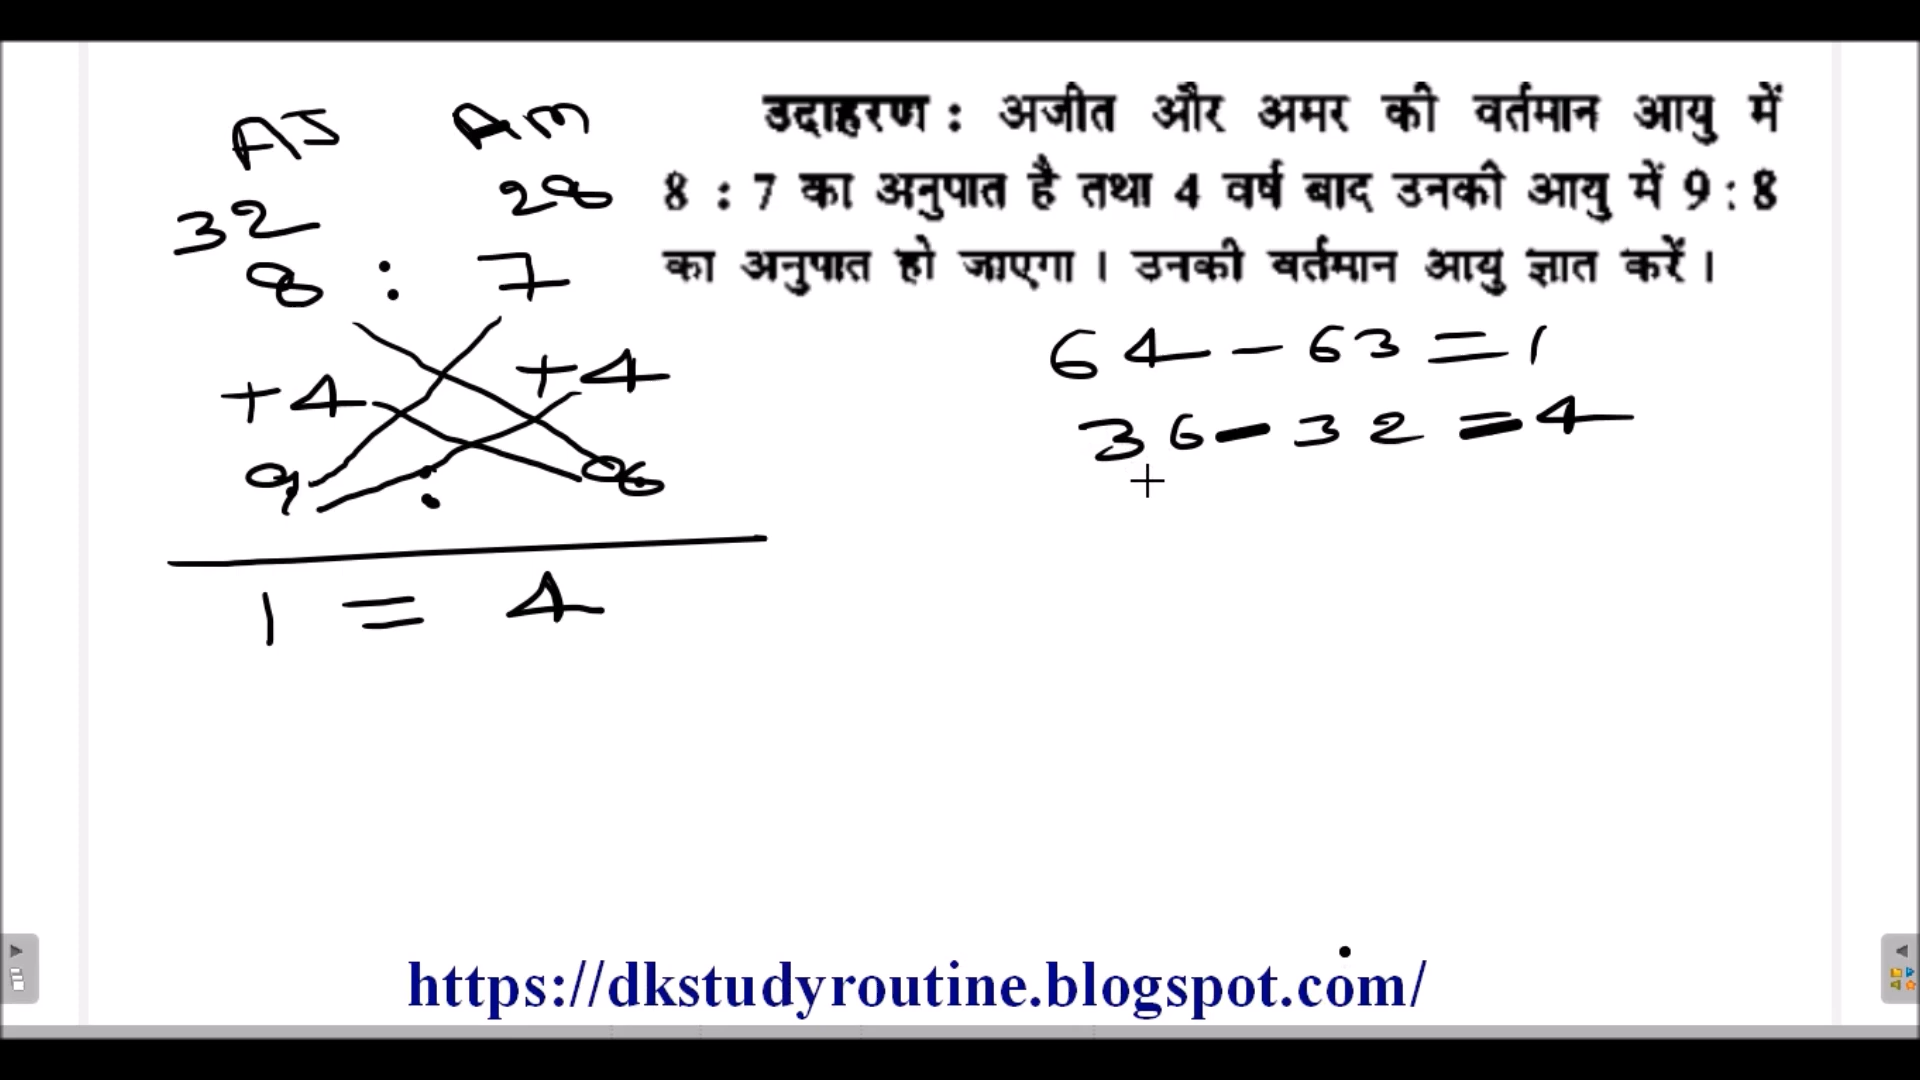 AJ AM
32 28
8 : 7
+4 +4
9 : 8
1 = 4
उदाहरण : अजीत और अमर की वर्तमान आयु में
8 : 7 का अनुपात है तथा 4 वर्ष बाद उनकी आयु में 9 : 8
का अनुपात हो जाएगा । उनकी वर्तमान आयु ज्ञात करें ।
64 - 63 = 1
36 - 32 = 4
https://dkstudyroutine.blogspot.com/